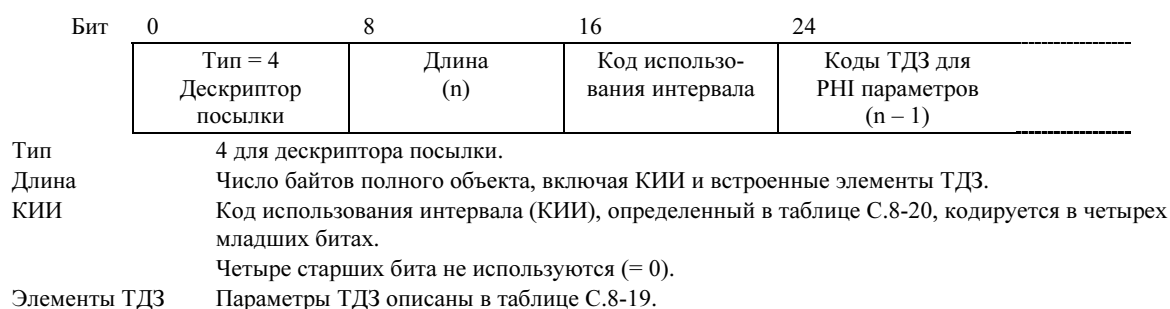 Бит 0 8 16 24
Тип = 4 Длина Код использо- Коды ТДЗ для
Дескриптор (n) вания интервала PHI параметров
посылки (n – 1)
Тип 4 для дескриптора посылки.
Длина Число байтов полного объекта, включая КИИ и встроенные элементы ТДЗ.
КИИ Код использования интервала (КИИ), определенный в таблице C.8-20, кодируется в четырех
младших битах.
Четыре старших бита не используются (= 0).
Элементы ТДЗ Параметры ТДЗ описаны в таблице C.8-19.